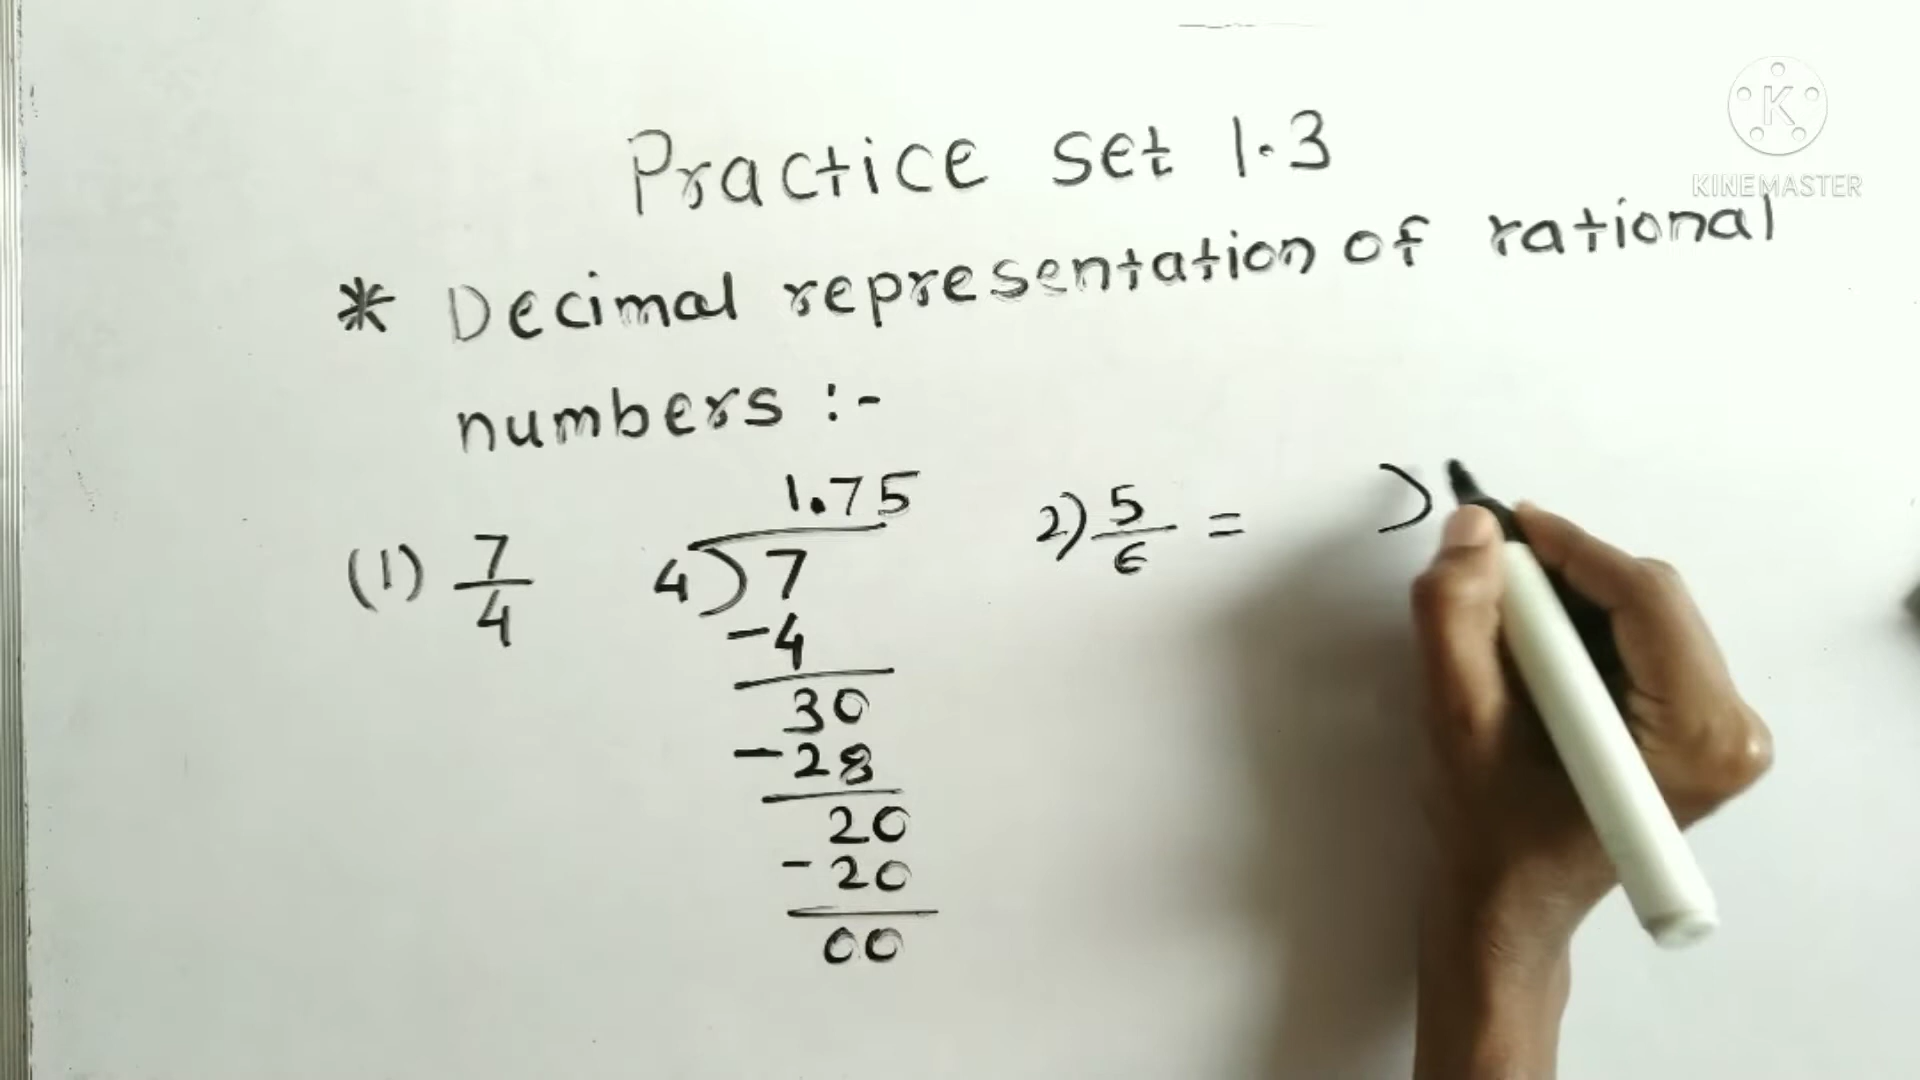 Practice set 1.3
* Decimal representation of rational
numbers :-
(1) 7/4
1.75
4)7
-4
30
-28
20
-20
00
2) 5/6 =
)
K
KINEMASTER